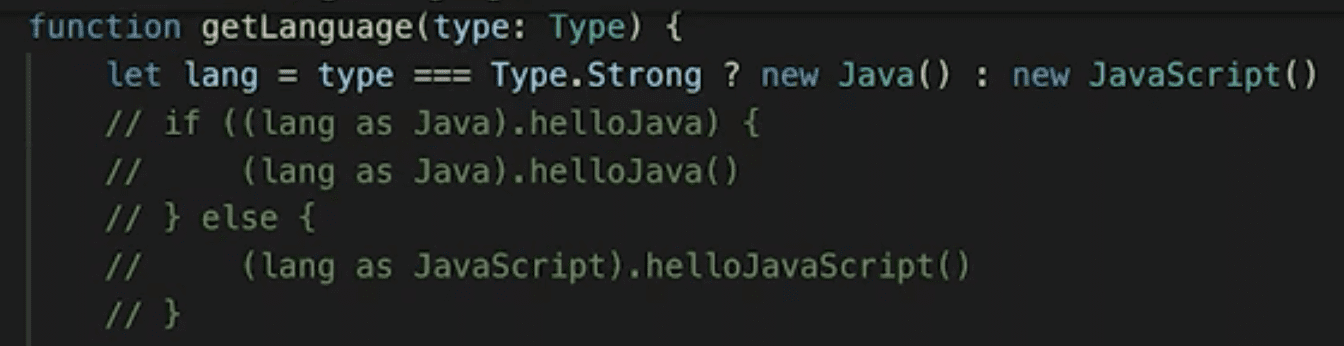 function getLanguage(type: Type) {
    let lang = type === Type.Strong ? new Java() : new JavaScript()
    // if ((lang as Java).helloJava) {
    //     (lang as Java).helloJava()
    // } else {
    //     (lang as JavaScript).helloJavaScript()
    // }